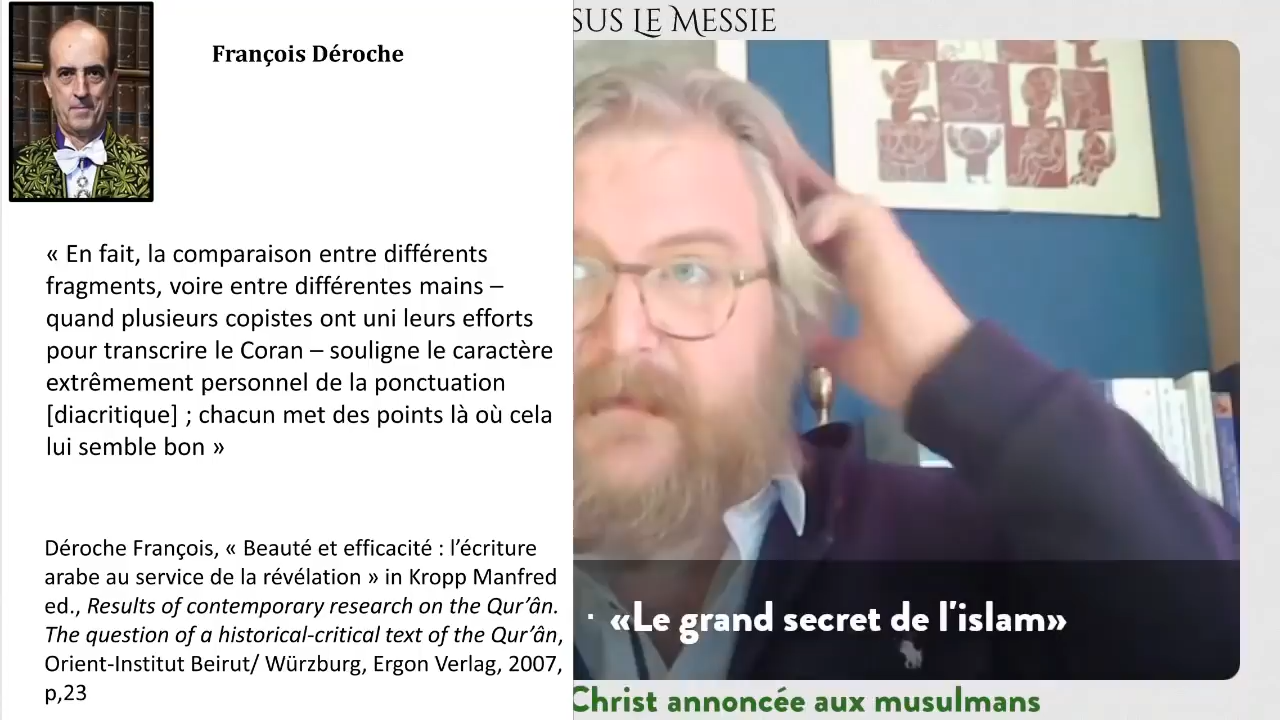 François Déroche
« En fait, la comparaison entre différents
fragments, voire entre différentes mains –
quand plusieurs copistes ont uni leurs efforts
pour transcrire le Coran – souligne le caractère
extrêmement personnel de la ponctuation
[diacritique] ; chacun met des points là où cela
lui semble bon »
Déroche François, « Beauté et efficacité : l’écriture
arabe au service de la révélation » in Kropp Manfred
ed., Results of contemporary research on the Qur’ân.
The question of a historical-critical text of the Qur’ân,
Orient-Institut Beirut/ Würzburg, Ergon Verlag, 2007,
p,23
SUS LE MESSIE
· «Le grand secret de l'islam»
Christ annoncée aux musulmans